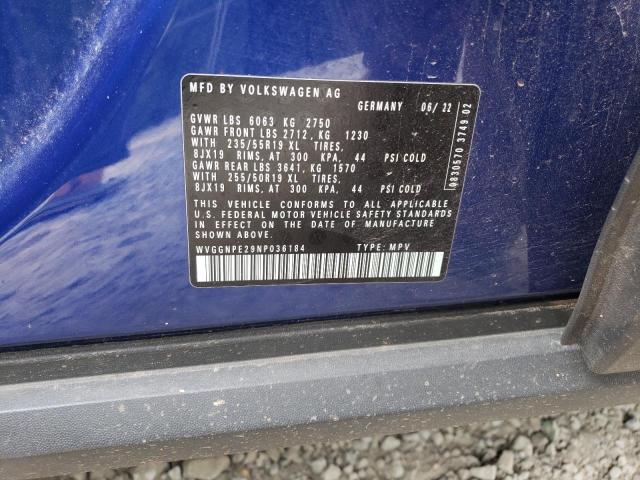 MFD BY VOLKSWAGEN AG
GERMANY 06/ 22
GVWR LBS 6063 KG 2750
GAWR FRONT LBS 2712, KG 1230
WITH 235/55R19 XL TIRES,
8JX19 RIMS, AT 300 KPA, 44 PSI COLD
GAWR REAR LBS 3641, KG 1570
WITH 255/50R19 XL TIRES,
8JX19 RIMS, AT 300 KPA, 44 PSI COLD
THIS VEHICLE CONFORMS TO ALL APPLICABLE
U.S. FEDERAL MOTOR VEHICLE SAFETY STANDARDS
IN EFFECT ON THE DATE OF MANUFACTURE
SHOWN ABOVE.
WVGGNPE29NP036184 TYPE: MPV
0830570 3749 02